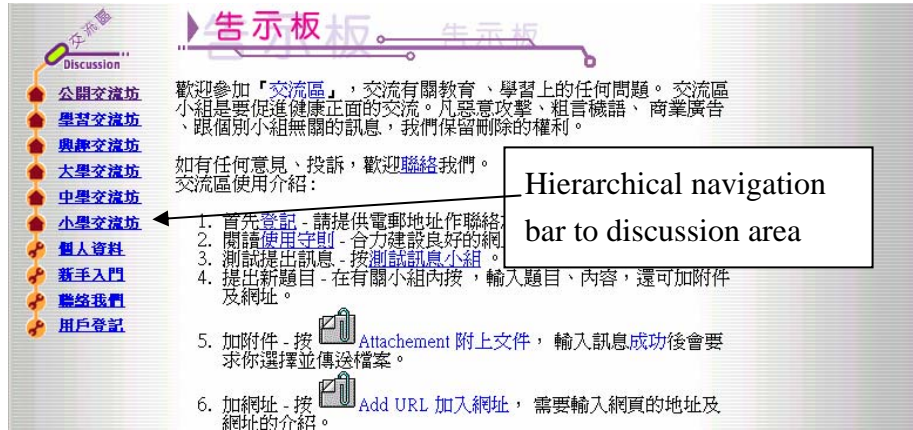 交流區
Discussion
公開交流坊
學習交流坊
興趣交流坊
大學交流坊
中學交流坊
小學交流坊
個人資料
新手入門
聯絡我們
用戶登記
告示板
告示板
告示板
歡迎參加『交流區』，交流有關教育、學習上的任何問題。交流區
小組是要促進健康正面的交流。凡惡意攻擊、粗言穢語、商業廣告
、跟個別小組無關的訊息，我們保留刪除的權利。
如有任何意見、投訴，歡迎聯絡我們。
交流區使用介紹：
1. 首先登記 - 請提供電郵地址作聯絡
2. 閱讀使用守則 - 合力建設良好的網
3. 測試提出訊息 - 按測試訊息小組。
4. 提出新題目 - 在有關小組內按，輸入題目、內容，還可加附件
及網址。
5. 加附件 - 按 Attachement 附上文件，輸入訊息成功後會要
求你選擇並傳送檔案。
6. 加網址 - 按 Add URL 加入網址，需要輸入網頁的地址及
網址的介紹。
Hierarchical navigation
bar to discussion area